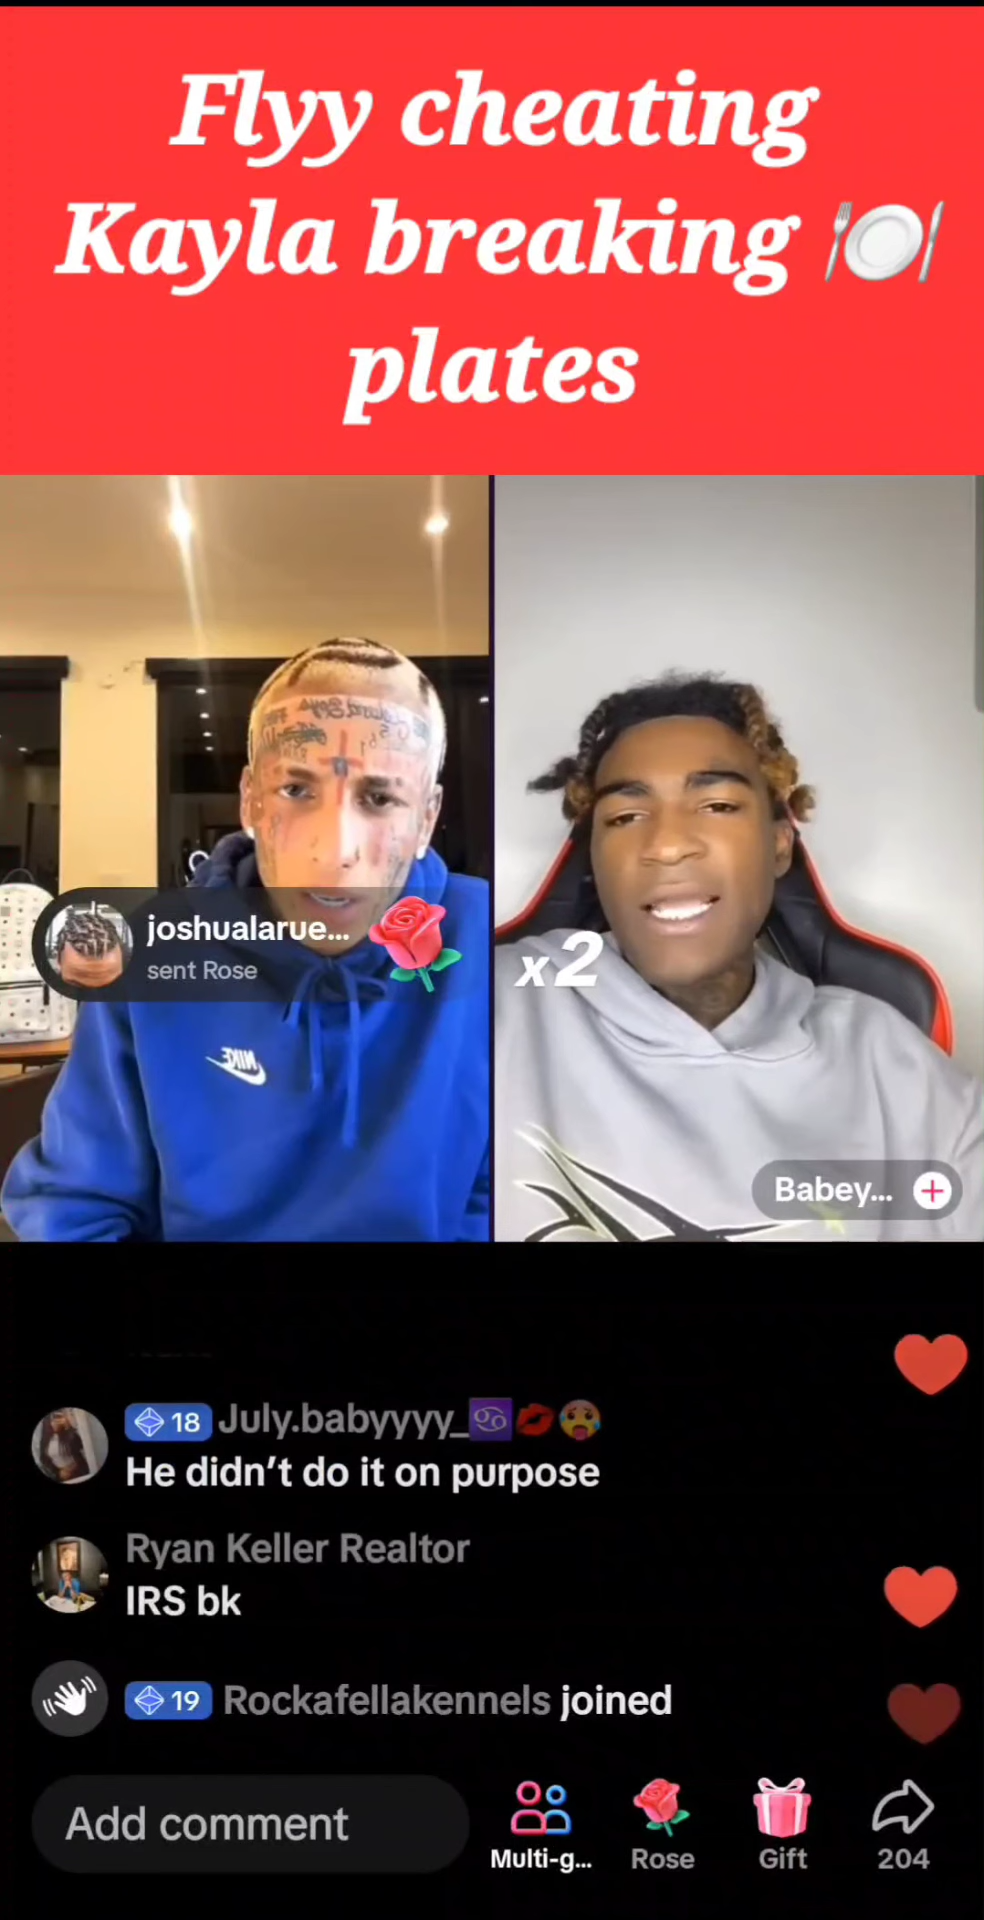 Flyy cheating
Kayla breaking 🍽
plates
joshualarue...
sent Rose
x2
NIKE
Babey...
18 July.babyyyy_♋💋🥵
He didn't do it on purpose
Ryan Keller Realtor
IRS bk
19 Rockafellakennels joined
Add comment
Multi-g...
Rose
Gift
204